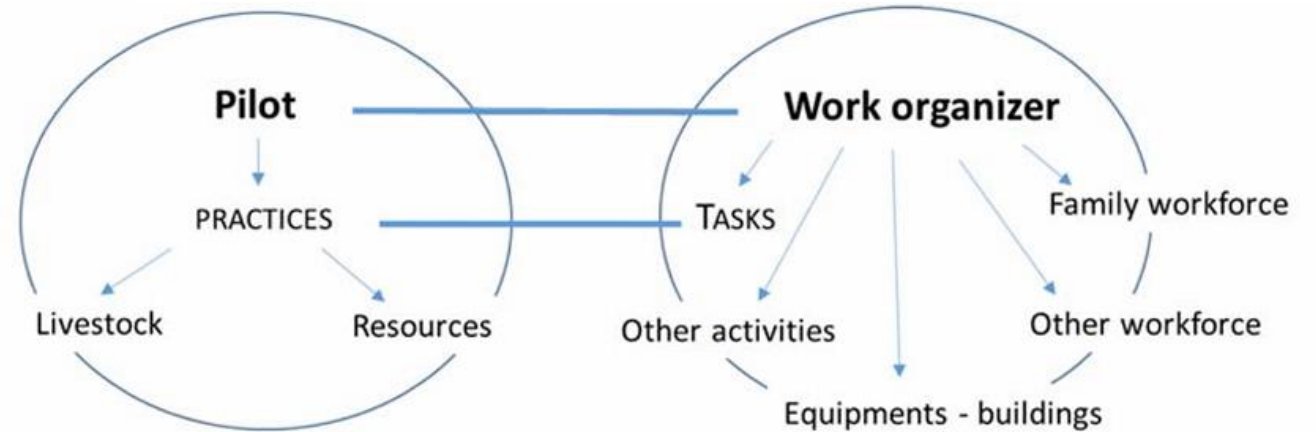 Pilot
Work organizer
PRACTICES
TASKS
Family workforce
Livestock
Resources
Other activities
Other workforce
Equipments - buildings